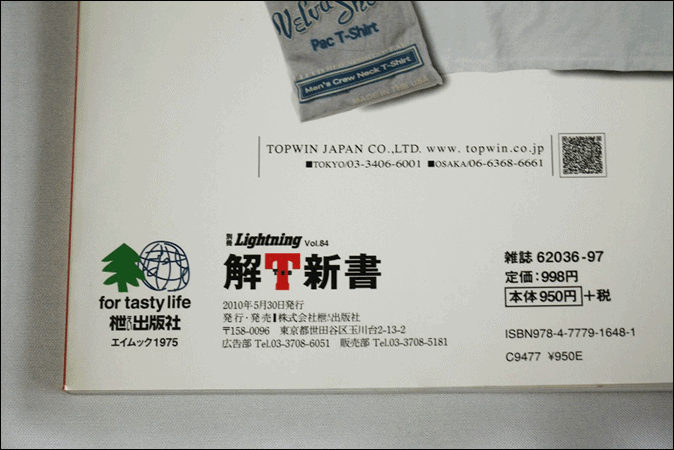 Velva Sh
Pac T-Shirt
Men's Crew Neck T-Shirt
TOPWIN JAPAN CO.,LTD. www. topwin.co.jp
■TOKYO/03-3406-6001 ■OSAKA/06-6368-6661
別冊 Lightning Vol.84
解T新書
2010年5月30日発行
発行・発売 株式会社枻出版社
〒158-0096 東京都世田谷区玉川台2-13-2
広告部 Tel.03-3708-6051 販売部 Tel.03-3708-5181
for tasty life
枻出版社
エイムック1975
雑誌 62036-97
定価：998円
本体 950円 +税
ISBN978-4-7779-1648-1
C9477 ¥950E